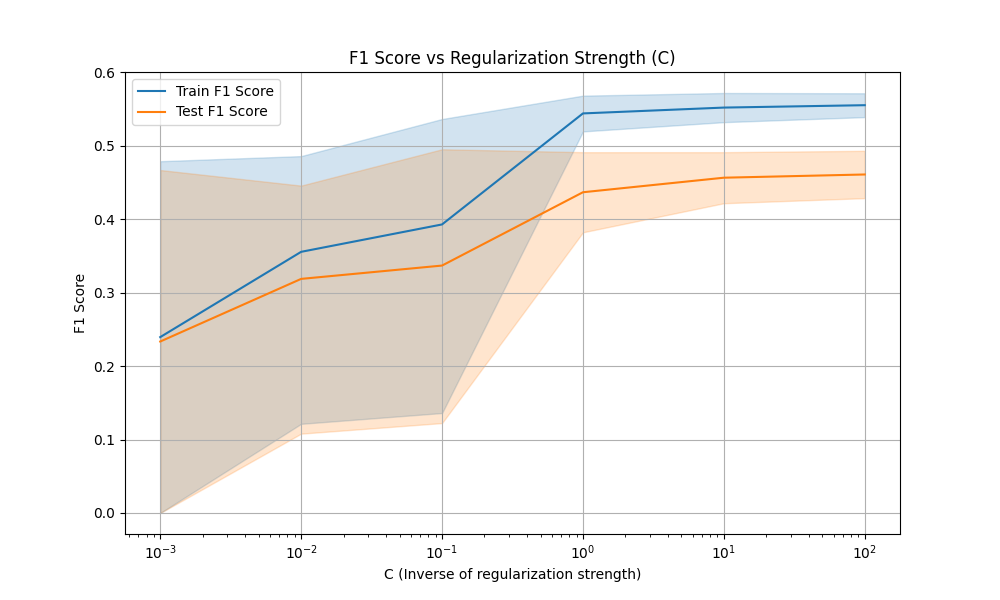 F1 Score vs Regularization Strength (C)
Train F1 Score
Test F1 Score
F1 Score
0.6
0.5
0.4
0.3
0.2
0.1
0.0
10⁻³ 10⁻² 10⁻¹ 10⁰ 10¹ 10²
C (Inverse of regularization strength)